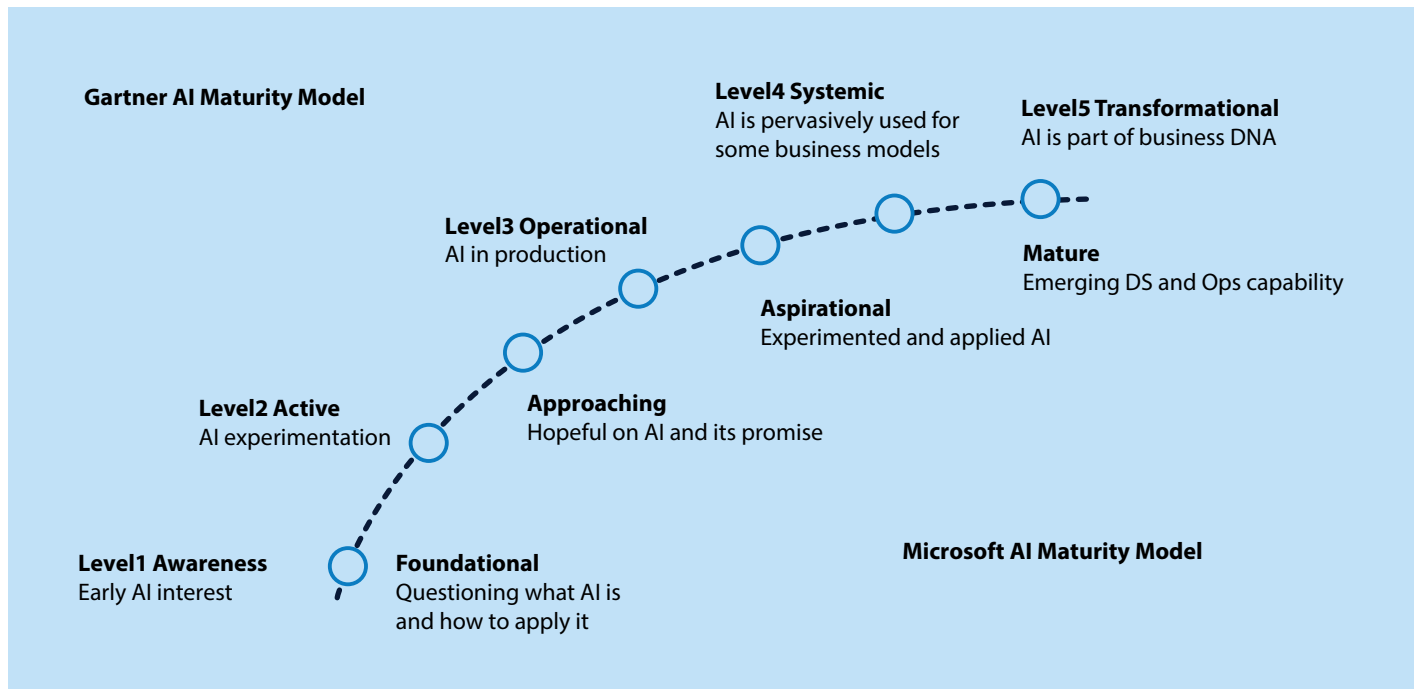 Gartner AI Maturity Model
Level4 Systemic
AI is pervasively used for
some business models
Level5 Transformational
AI is part of business DNA
Level3 Operational
AI in production
Mature
Emerging DS and Ops capability
Aspirational
Experimented and applied AI
Level2 Active
AI experimentation
Approaching
Hopeful on AI and its promise
Level1 Awareness
Early AI interest
Foundational
Questioning what AI is
and how to apply it
Microsoft AI Maturity Model